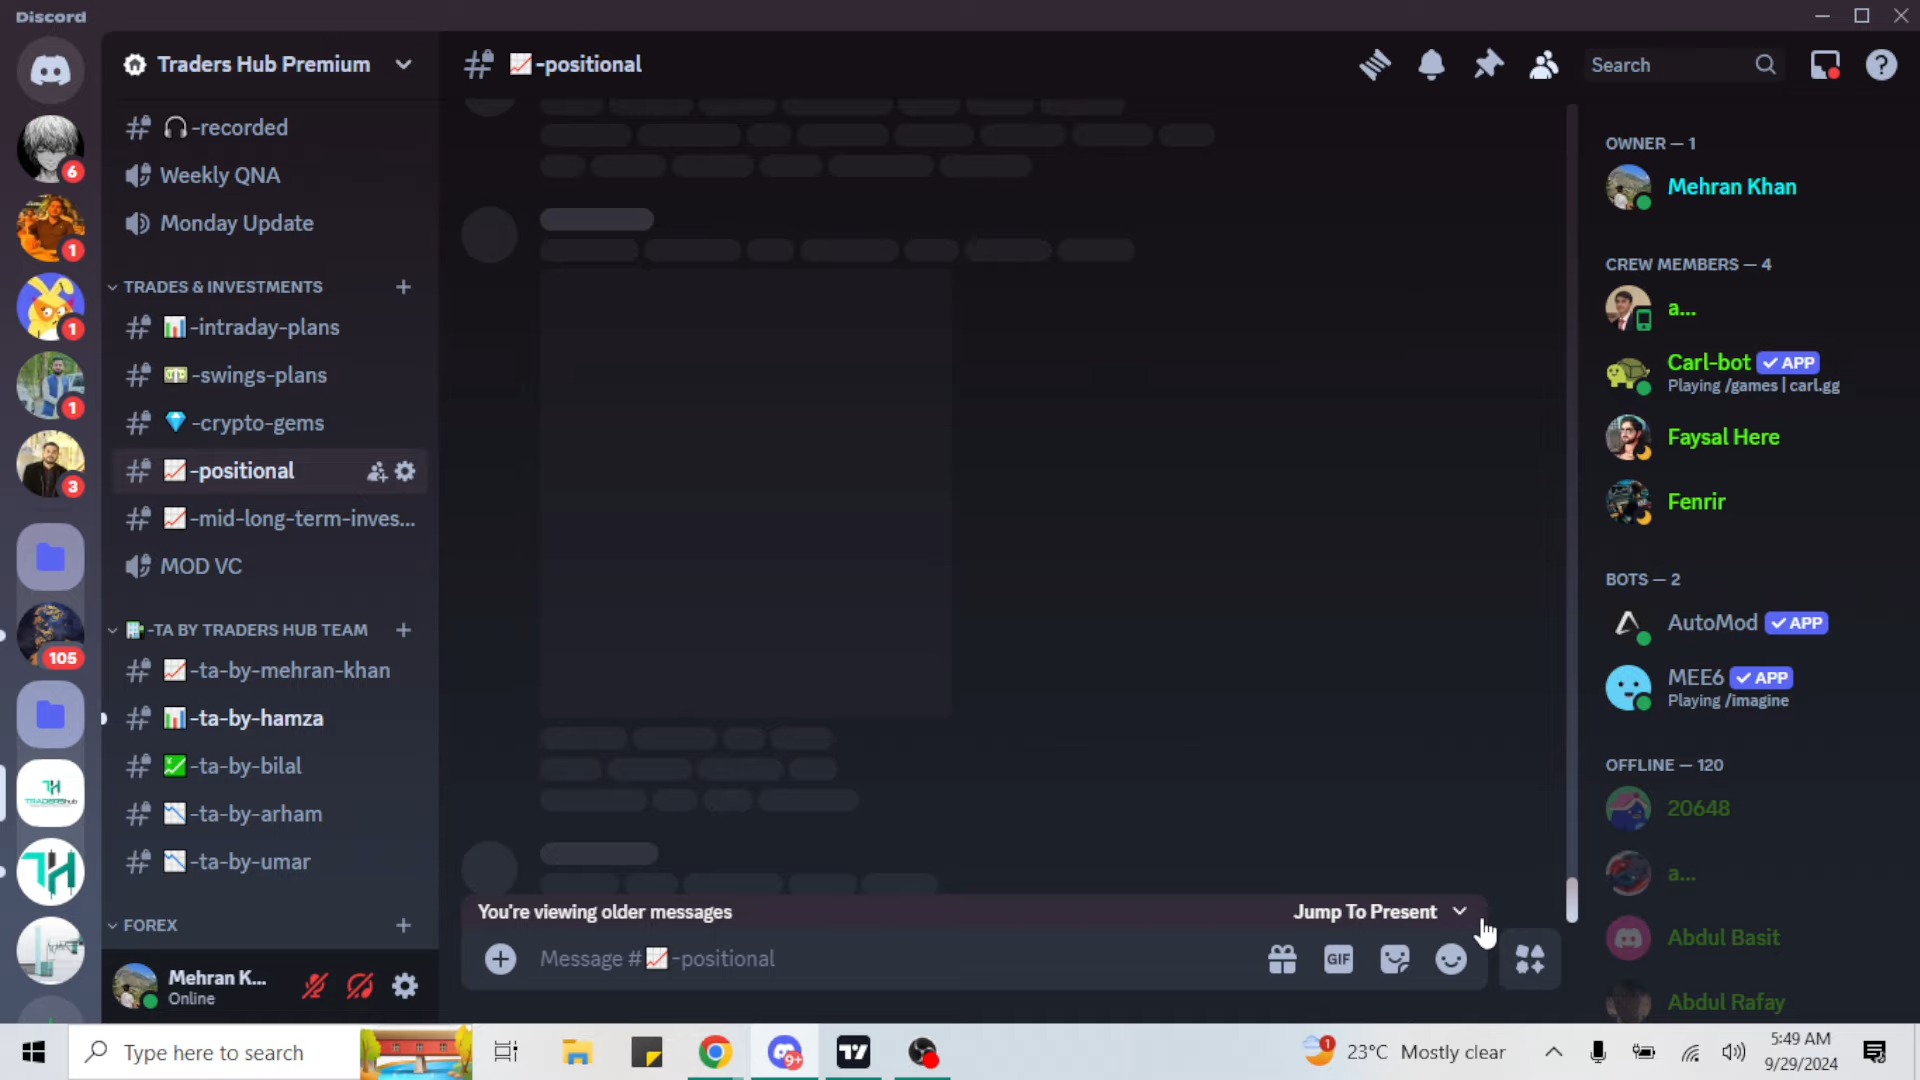 Discord
Traders Hub Premium
-positional
Search
-recorded
Weekly QNA
Monday Update
TRADES & INVESTMENTS
-intraday-plans
-swings-plans
-crypto-gems
-positional
-mid-long-term-inves...
MOD VC
-TA BY TRADERS HUB TEAM
-ta-by-mehran-khan
-ta-by-hamza
-ta-by-bilal
-ta-by-arham
-ta-by-umar
FOREX
Mehran K...
Online
6
1
1
1
3
105
TRADERShub
You're viewing older messages
Jump To Present
Message # -positional
GIF
OWNER — 1
Mehran Khan
CREW MEMBERS — 4
a...
Carl-bot APP
Playing /games | carl.gg
Faysal Here
Fenrir
BOTS — 2
AutoMod APP
MEE6 APP
Playing /imagine
OFFLINE — 120
20648
a...
Abdul Basit
Abdul Rafay
Type here to search
9+
1
23°C Mostly clear
5:49 AM
9/29/2024